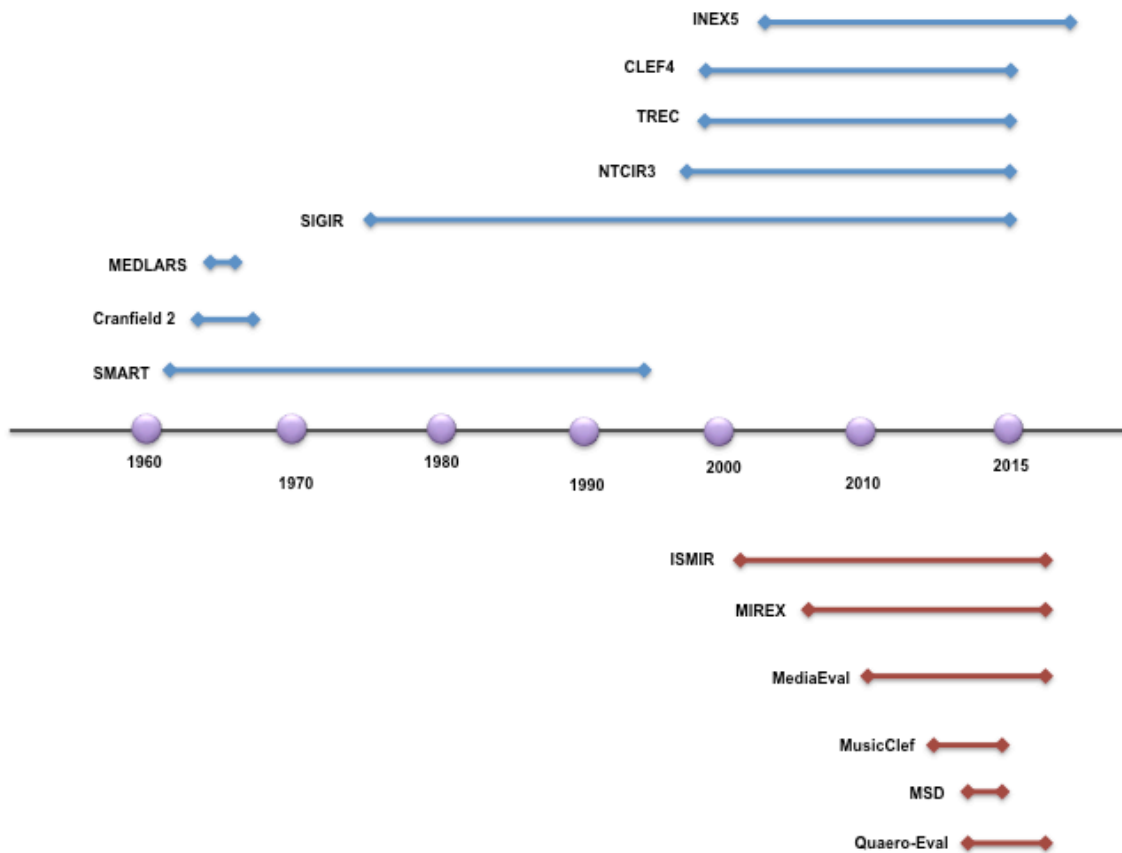 INEX5
CLEF4
TREC
NTCIR3
SIGIR
MEDLARS
Cranfield 2
SMART
1960
1970
1980
1990
2000
2010
2015
ISMIR
MIREX
MediaEval
MusicClef
MSD
Quaero-Eval